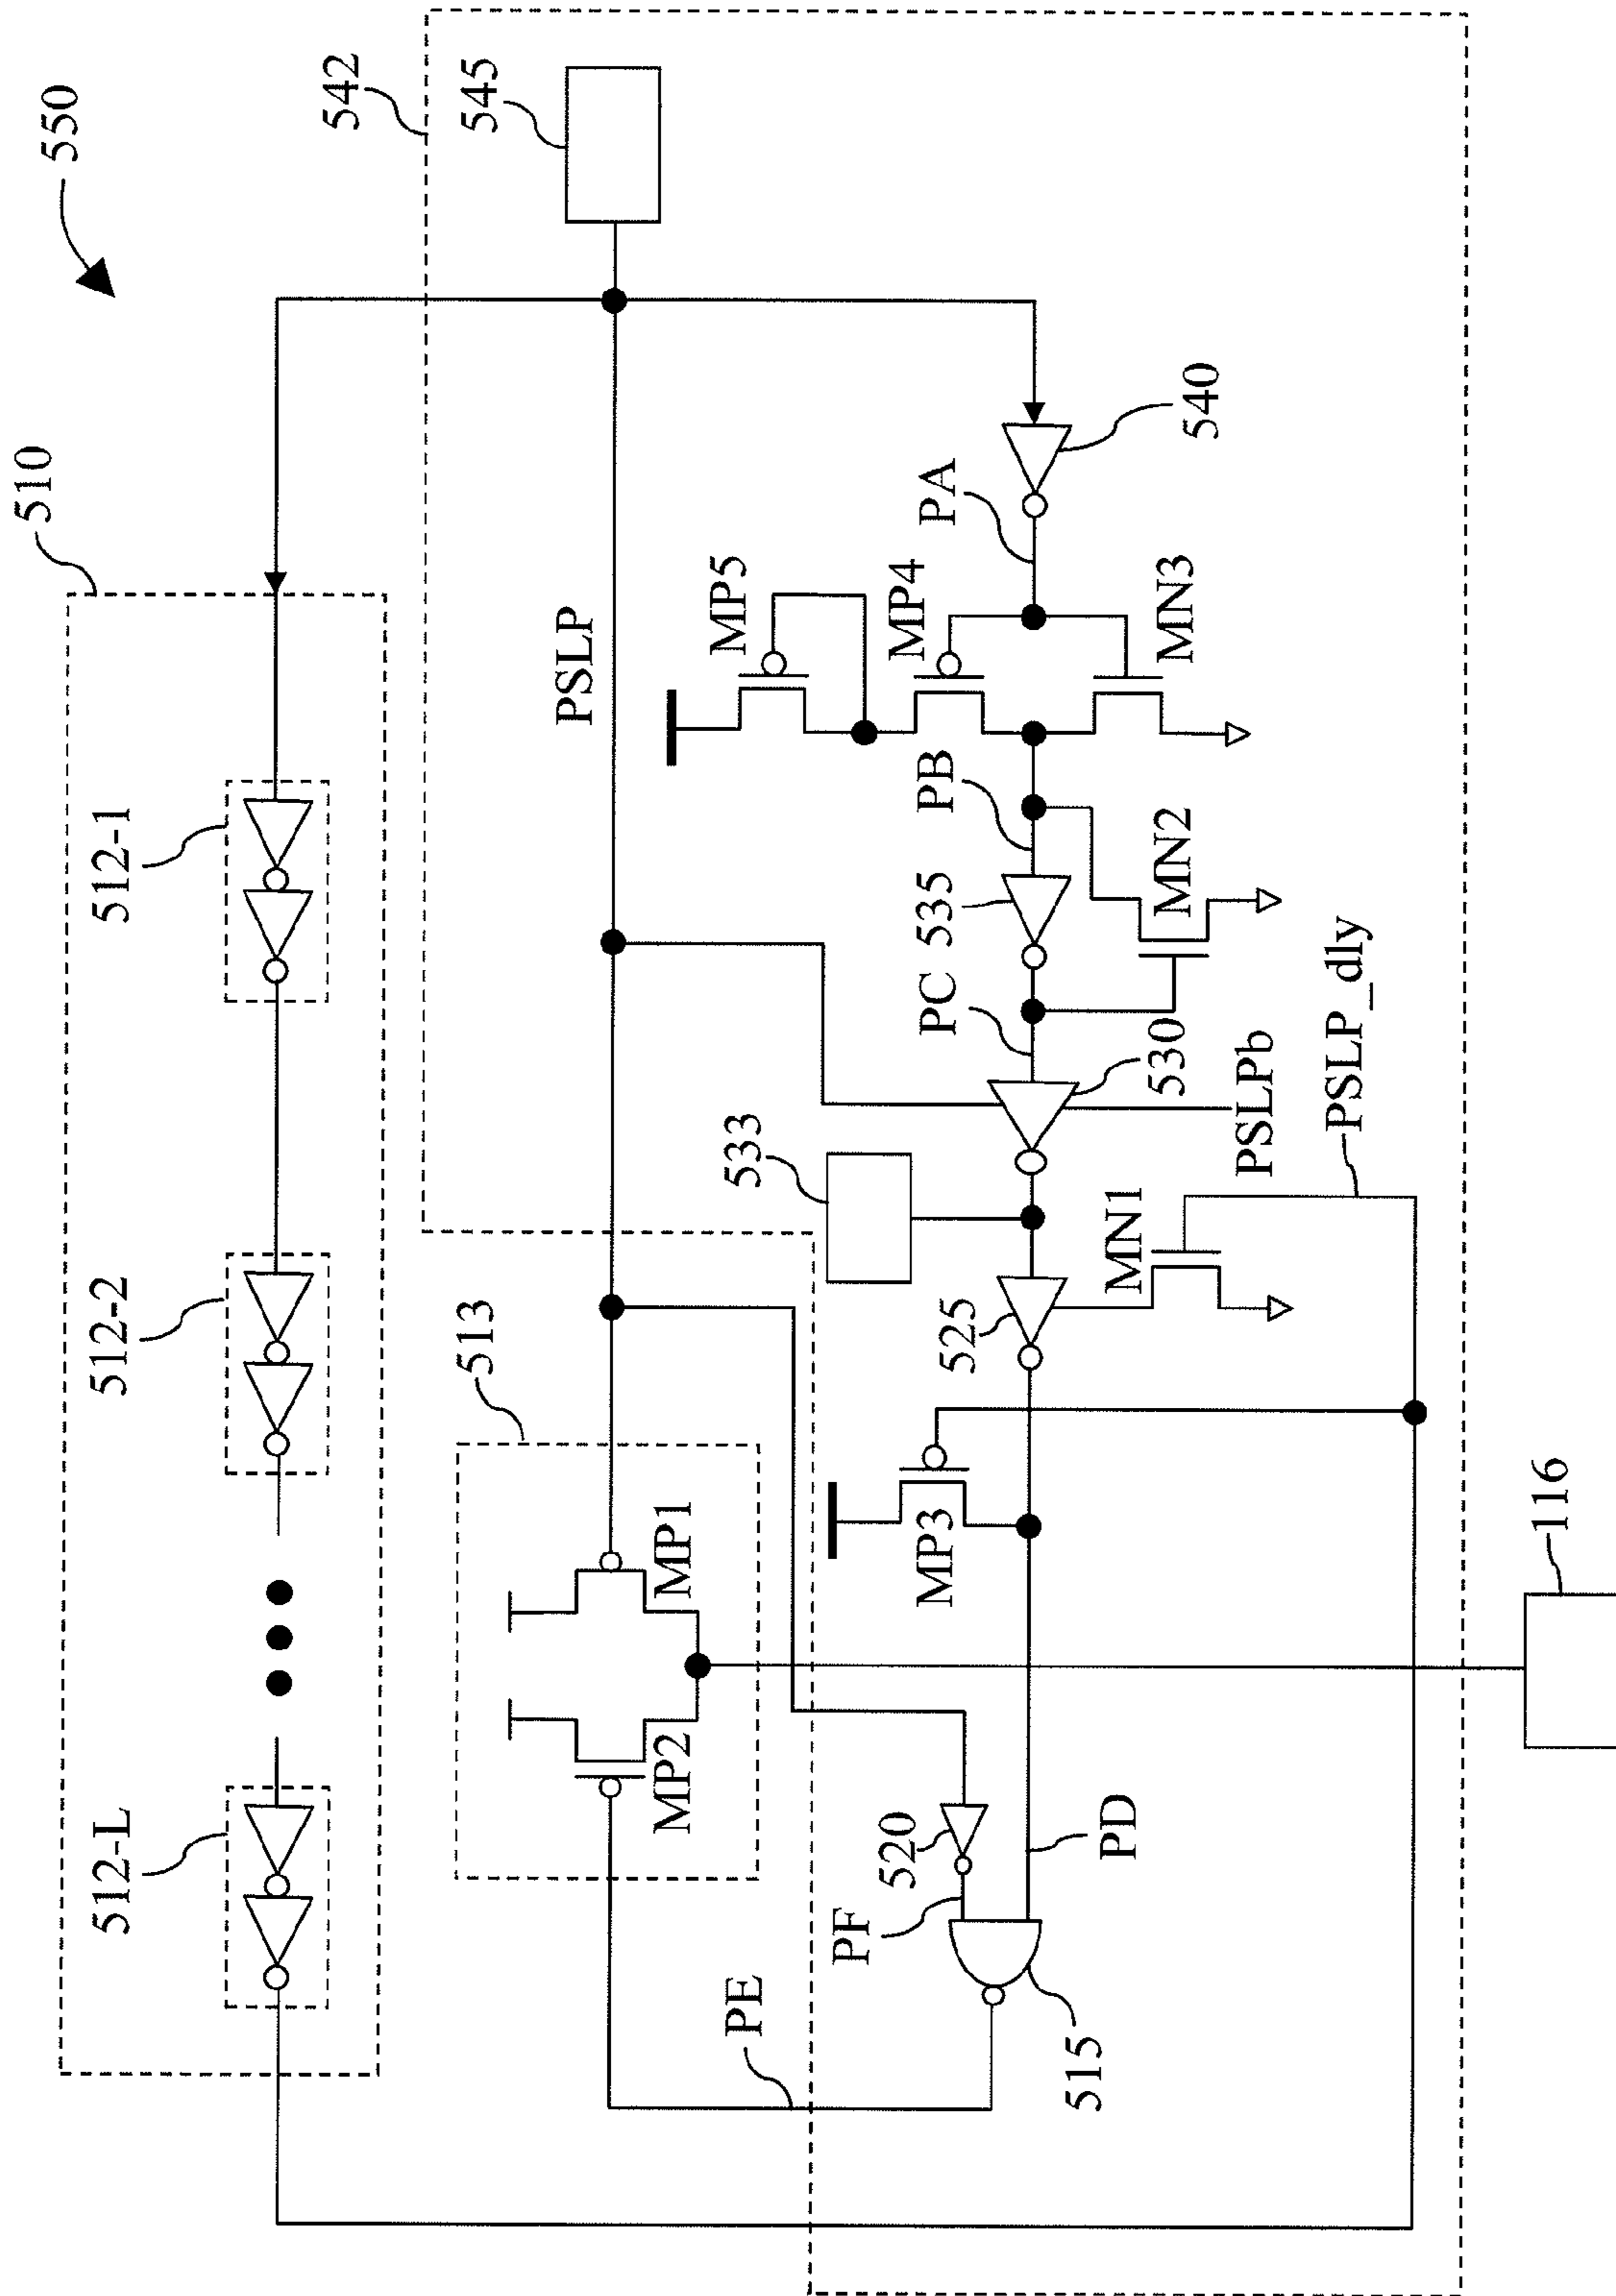 550
510
542
545
512-1
512-2
512-L
PSLP
513
MP1
MP2
MP5
MP4
MN3
PA
540
PB
535
MN2
PC
530
PSLPb
PSLP_dly
533
MN1
525
MP3
116
520
PF
PD
PE
515